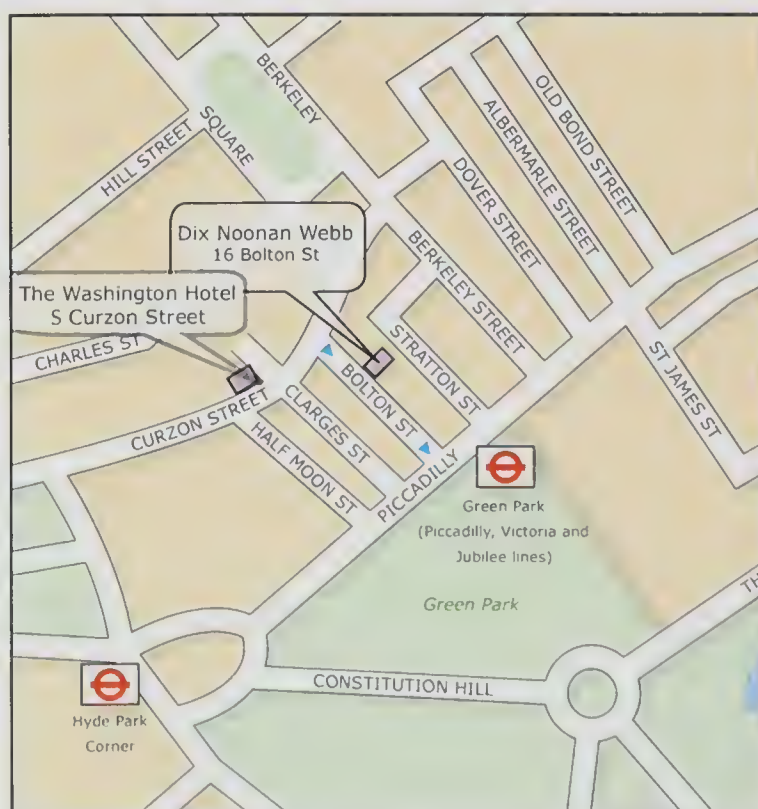 BERKELEY
SQUARE
HILL STREET
OLD BOND STREET
ALBERMARLE STREET
DOVER STREET
Dix Noonan Webb
16 Bolton St
BERKELEY STREET
The Washington Hotel
S Curzon Street
CHARLES ST
STRATTON ST
BOLTON ST
ST JAMES ST
CURZON STREET
CLARGES ST
HALF MOON ST
PICCADILLY
Green Park
(Piccadilly, Victoria and
Jubilee lines)
Green Park
TH
CONSTITUTION HILL
Hyde Park
Corner